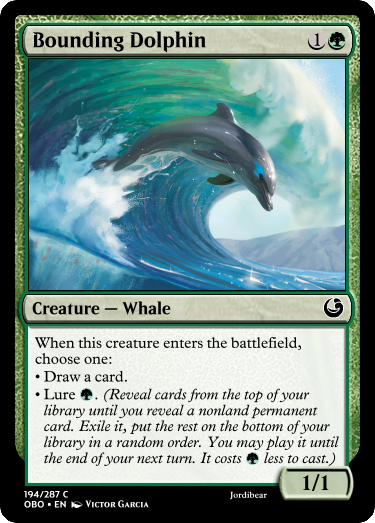 Bounding Dolphin 1
Creature — Whale
When this creature enters the battlefield,
choose one:
• Draw a card.
• Lure . (Reveal cards from the top of your
library until you reveal a nonland permanent
card. Exile it, put the rest on the bottom of your
library in a random order. You may play it until
the end of your next turn. It costs less to cast.)
1/1
194/287 C
OBO • EN Victor Garcia
Jordibear